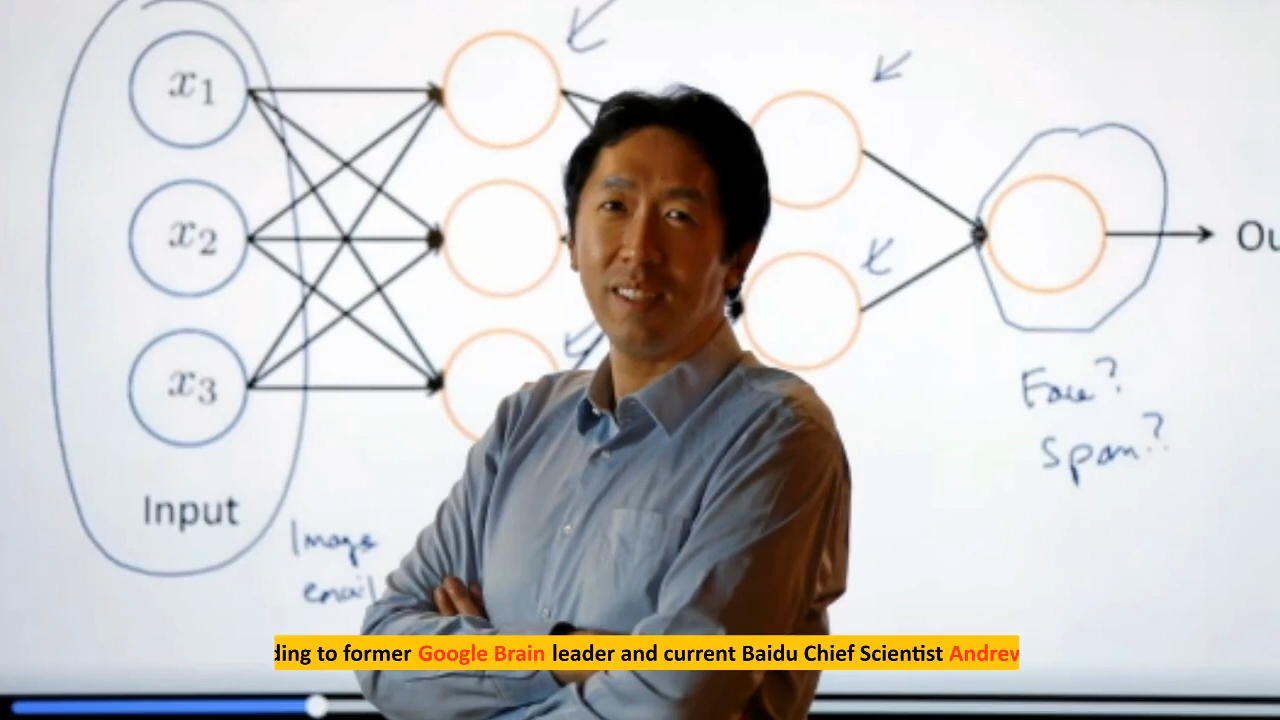 x1
x2
x3
Input
Image
email
Ou
Face?
Spam?
ding to former Google Brain leader and current Baidu Chief Scientist Andrew